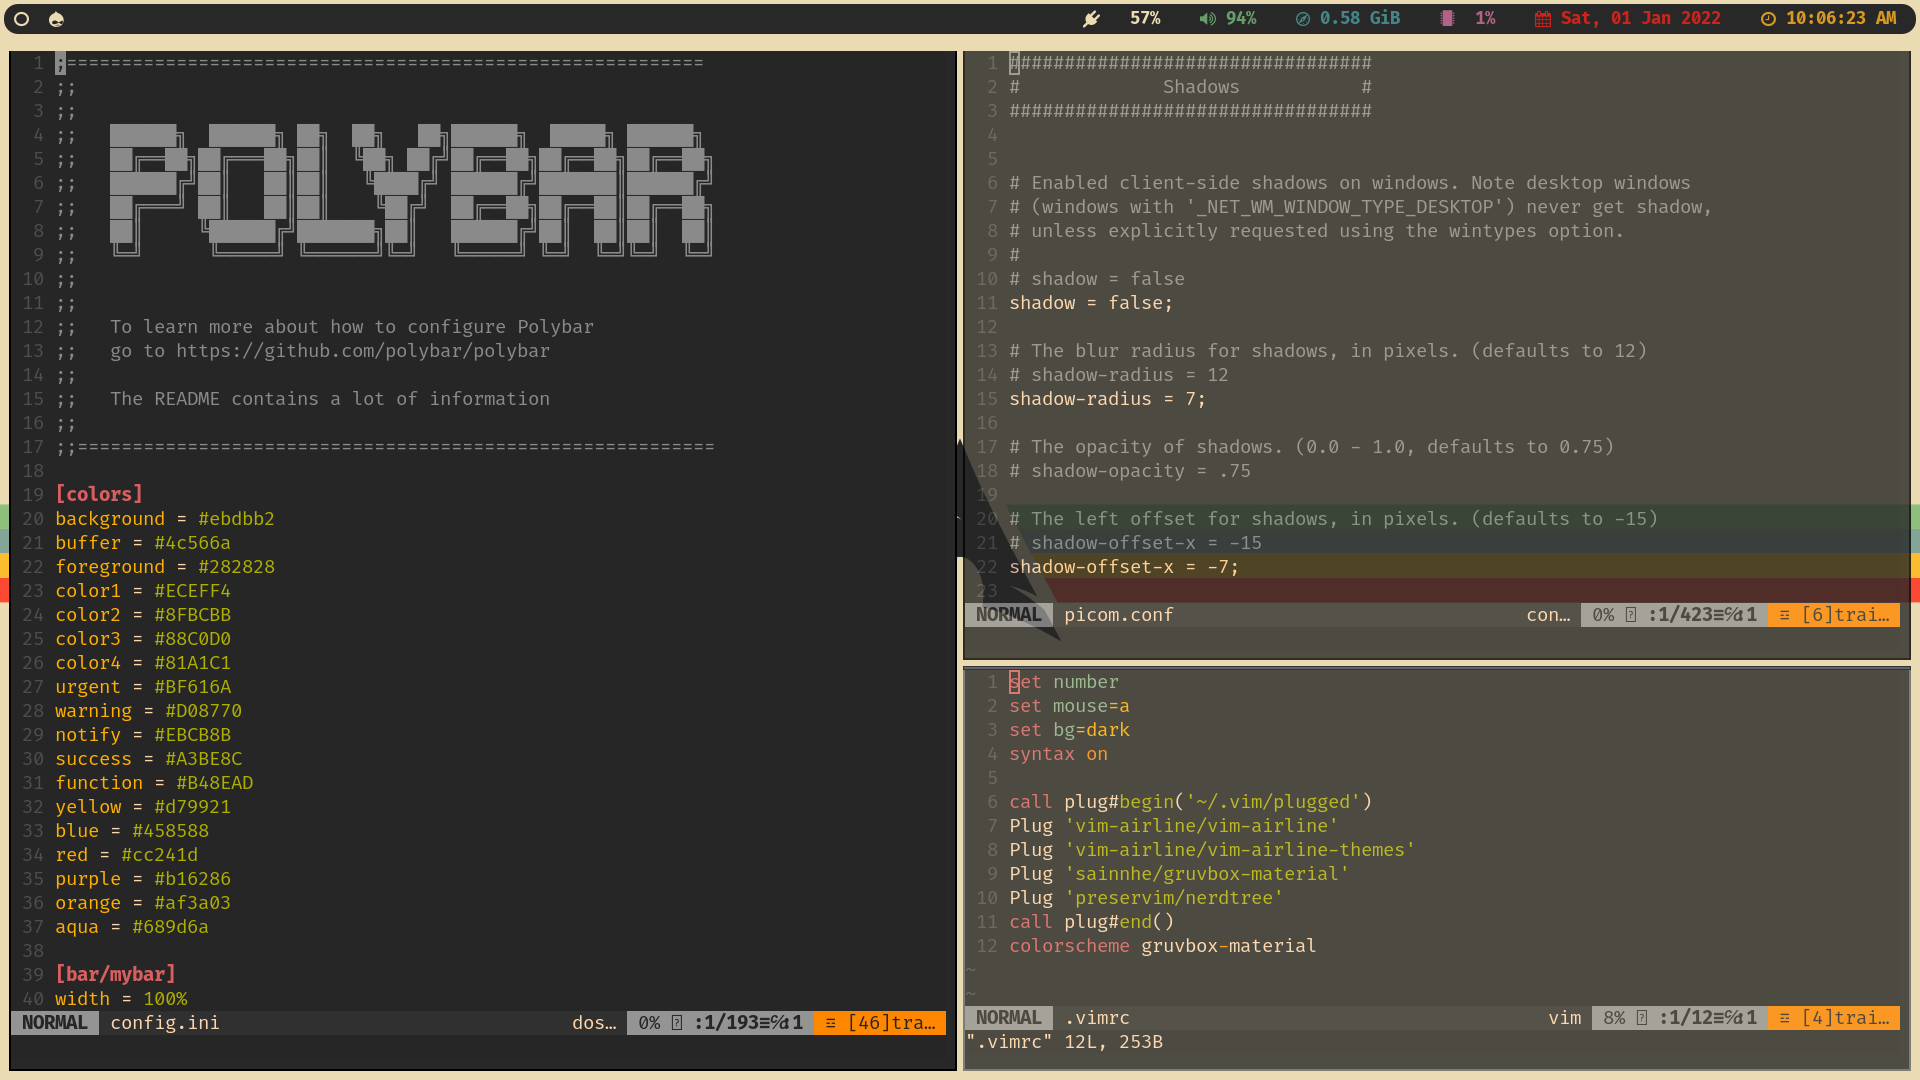 57% 94% 0.58 GiB 1% Sat, 01 Jan 2022 10:06:23 AM
1 ;==========================================================
2 ;;
3 ;;
4 ;;
5 ;;
6 ;; POLYBAR
7 ;;
8 ;;
9 ;;
10 ;;
11 ;;
12 ;; To learn more about how to configure Polybar
13 ;; go to https://github.com/polybar/polybar
14 ;;
15 ;; The README contains a lot of information
16 ;;
17 ;;==========================================================
18
19 [colors]
20 background = #ebdbb2
21 buffer = #4c566a
22 foreground = #282828
23 color1 = #ECEFF4
24 color2 = #8FBCBB
25 color3 = #88C0D0
26 color4 = #81A1C1
27 urgent = #BF616A
28 warning = #D08770
29 notify = #EBCB8B
30 success = #A3BE8C
31 function = #B48EAD
32 yellow = #d79921
33 blue = #458588
34 red = #cc241d
35 purple = #b16286
36 orange = #af3a03
37 aqua = #689d6a
38
39 [bar/mybar]
40 width = 100%
NORMAL config.ini dos… 0% :1/193≡℅:1 ☲ [46]tra…
1 #################################
2 # Shadows #
3 #################################
4
5
6 # Enabled client-side shadows on windows. Note desktop windows
7 # (windows with '_NET_WM_WINDOW_TYPE_DESKTOP') never get shadow,
8 # unless explicitly requested using the wintypes option.
9 #
10 # shadow = false
11 shadow = false;
12
13 # The blur radius for shadows, in pixels. (defaults to 12)
14 # shadow-radius = 12
15 shadow-radius = 7;
16
17 # The opacity of shadows. (0.0 - 1.0, defaults to 0.75)
18 # shadow-opacity = .75
19
20 # The left offset for shadows, in pixels. (defaults to -15)
21 # shadow-offset-x = -15
22 shadow-offset-x = -7;
23
NORMAL picom.conf con… 0% :1/423≡℅:1 ☲ [6]trai…
1 set number
2 set mouse=a
3 set bg=dark
4 syntax on
5
6 call plug#begin('~/.vim/plugged')
7 Plug 'vim-airline/vim-airline'
8 Plug 'vim-airline/vim-airline-themes'
9 Plug 'sainnhe/gruvbox-material'
10 Plug 'preservim/nerdtree'
11 call plug#end()
12 colorscheme gruvbox-material
~
~
NORMAL .vimrc vim 8% :1/12≡℅:1 ☲ [4]trai…
".vimrc" 12L, 253B